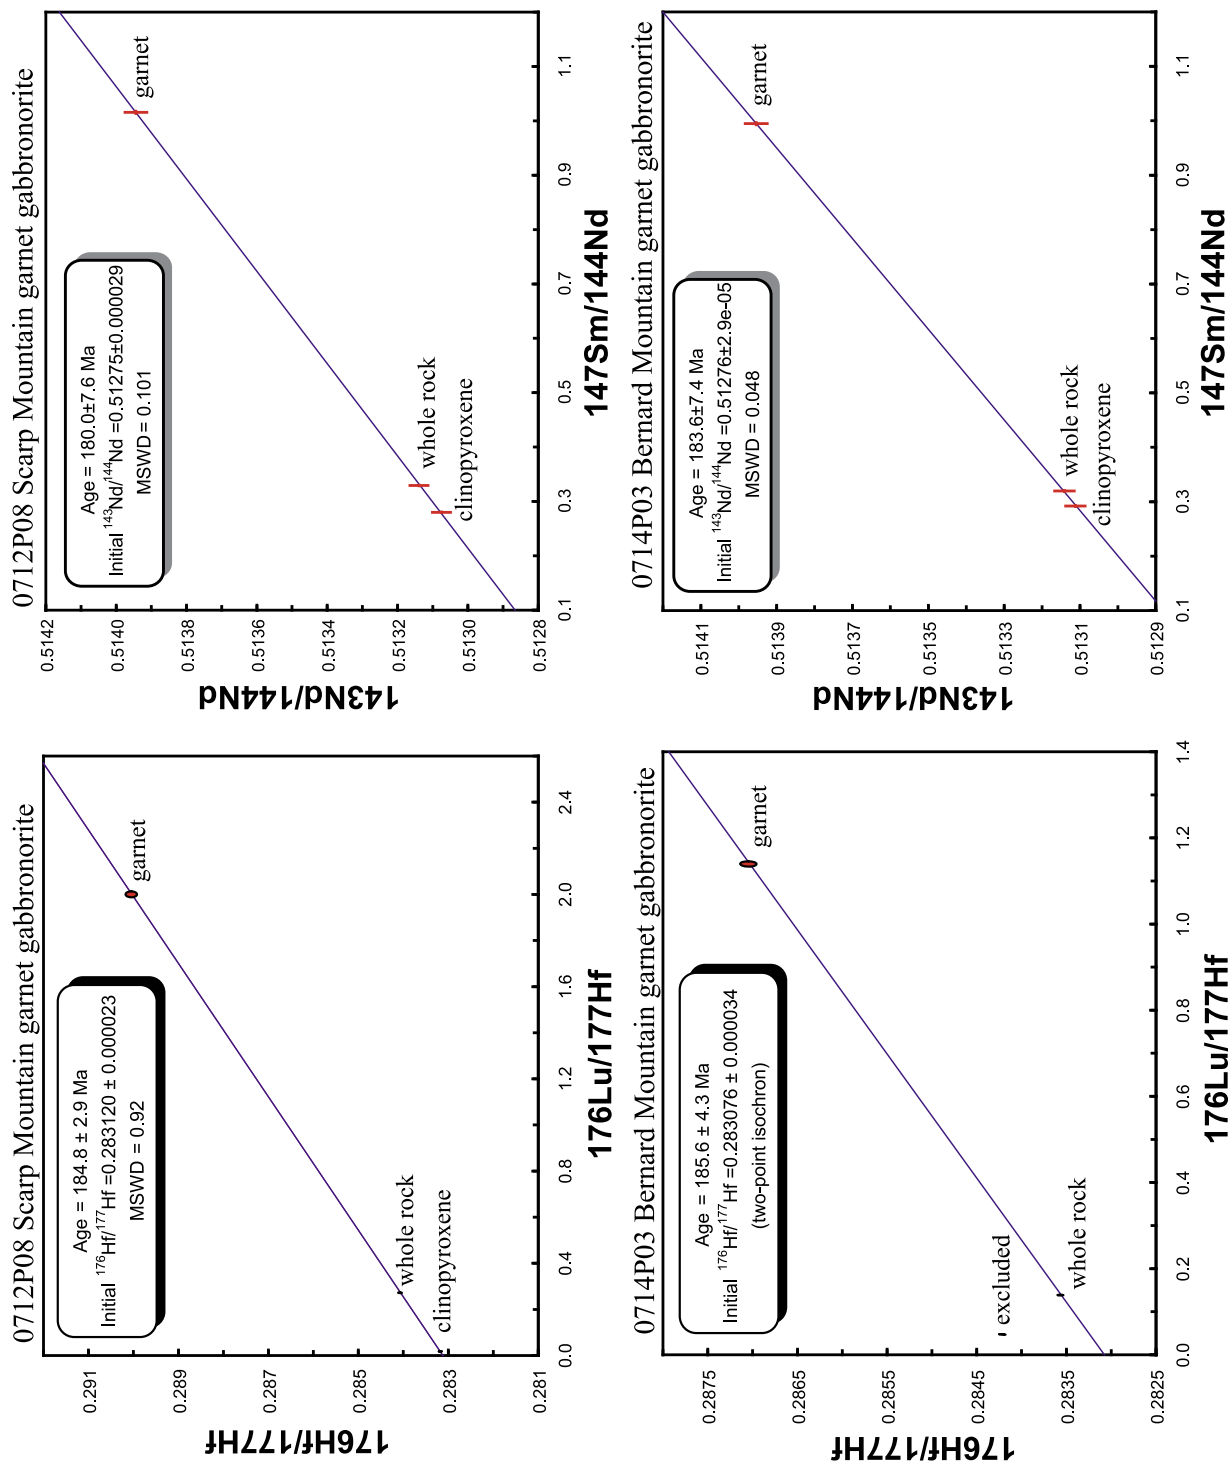 0712P08 Scarp Mountain garnet gabbronorite
176Hf/177Hf
0.2291
0.2289
0.2287
0.2285
0.2283
0.2281
Age = 184.8 ± 2.9 Ma
Initial 176Hf/177Hf =0.283120 ± 0.000023
MSWD = 0.92
garnet
whole rock
clinopyroxene
0.0 0.4 0.8 1.2 1.6 2.0 2.4
176Lu/177Hf
0712P08 Scarp Mountain garnet gabbronorite
143Nd/144Nd
0.5142
0.5140
0.5138
0.5136
0.5134
0.5132
0.5130
0.5128
Age = 180.0±7.6 Ma
Initial 143Nd/144Nd =0.51275±0.000029
MSWD = 0.101
garnet
whole rock
clinopyroxene
0.1 0.3 0.5 0.7 0.9 1.1
147Sm/144Nd
0714P03 Bernard Mountain garnet gabbronorite
176Hf/177Hf
0.2875
0.2865
0.2855
0.2845
0.2835
0.2825
Age = 185.6 ± 4.3 Ma
Initial 176Hf/177Hf =0.283076 ± 0.000034
(two-point isochron)
garnet
excluded
whole rock
0.0 0.2 0.4 0.6 0.8 1.0 1.2 1.4
176Lu/177Hf
0714P03 Bernard Mountain garnet gabbronorite
143Nd/144Nd
0.5141
0.5139
0.5137
0.5135
0.5133
0.5131
0.5129
Age = 183.6±7.4 Ma
Initial 143Nd/144Nd =0.51276±2.9e-05
MSWD = 0.048
garnet
whole rock
clinopyroxene
0.1 0.3 0.5 0.7 0.9 1.1
147Sm/144Nd